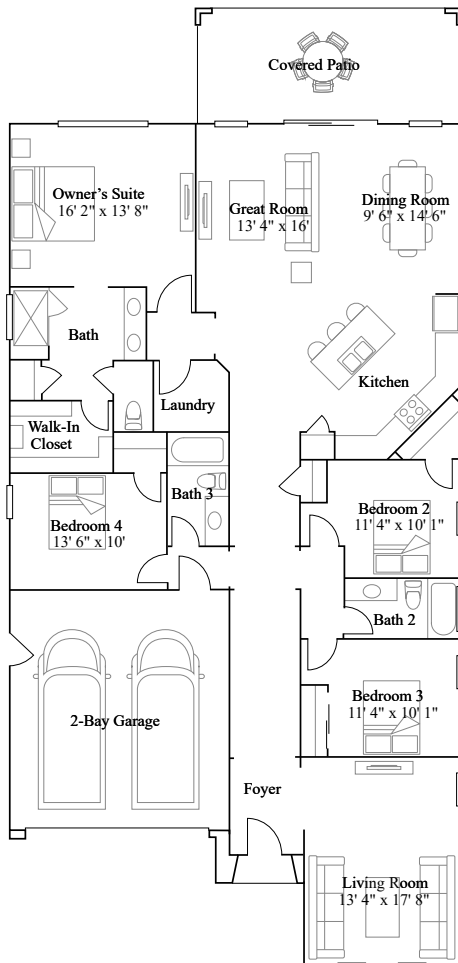 Covered Patio
Owner's Suite
16' 2" x 13' 8"
Great Room
13' 4" x 16'
Dining Room
9' 6" x 14' 6"
Bath
Kitchen
Laundry
Walk-In
Closet
Bath 3
Bedroom 4
13' 6" x 10'
Bedroom 2
11' 4" x 10' 1"
Bath 2
Bedroom 3
11' 4" x 10' 1"
2-Bay Garage
Foyer
Living Room
13' 4" x 17' 8"